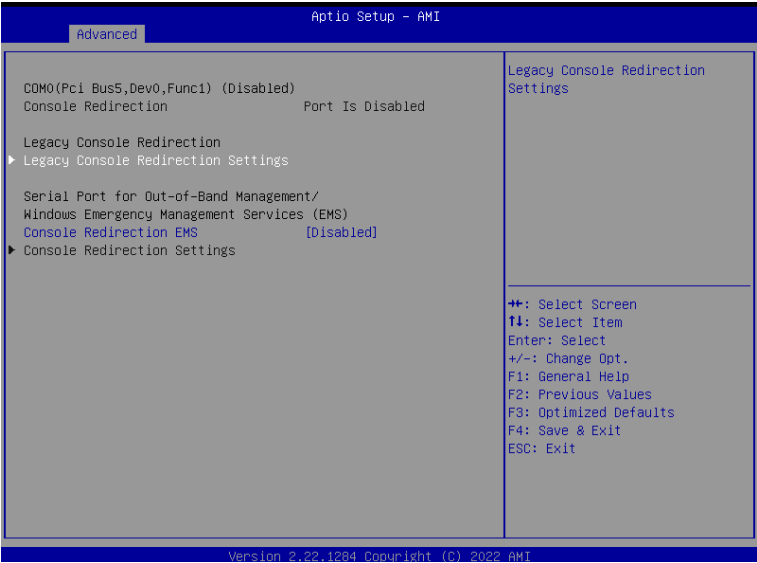 Aptio Setup – AMI
Advanced
COM0(Pci Bus5,Dev0,Func1) (Disabled)
Console Redirection Port Is Disabled
Legacy Console Redirection
Legacy Console Redirection Settings
Serial Port for Out-of-Band Management/
Windows Emergency Management Services (EMS)
Console Redirection EMS [Disabled]
Console Redirection Settings
Legacy Console Redirection
Settings
→←: Select Screen
↑↓: Select Item
Enter: Select
+/-: Change Opt.
F1: General Help
F2: Previous Values
F3: Optimized Defaults
F4: Save & Exit
ESC: Exit
Version 2.22.1284 Copyright (C) 2022 AMI